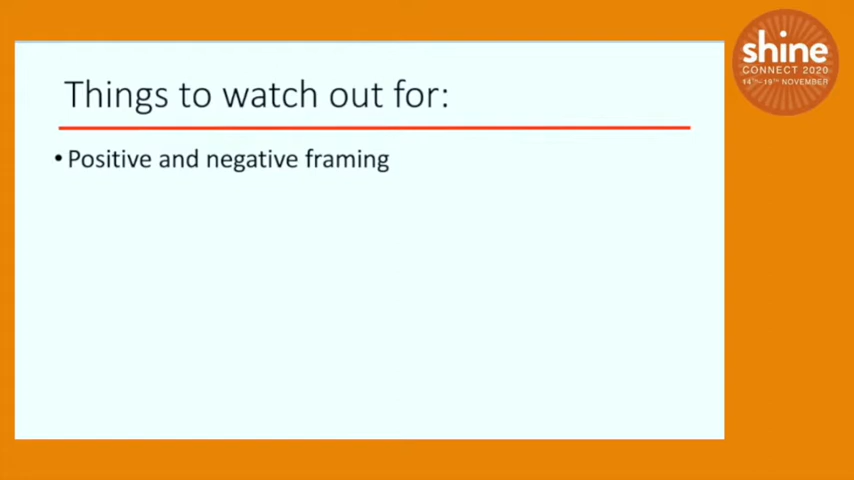 Things to watch out for:
• Positive and negative framing
shine
CONNECT 2020
14TH-19TH NOVEMBER